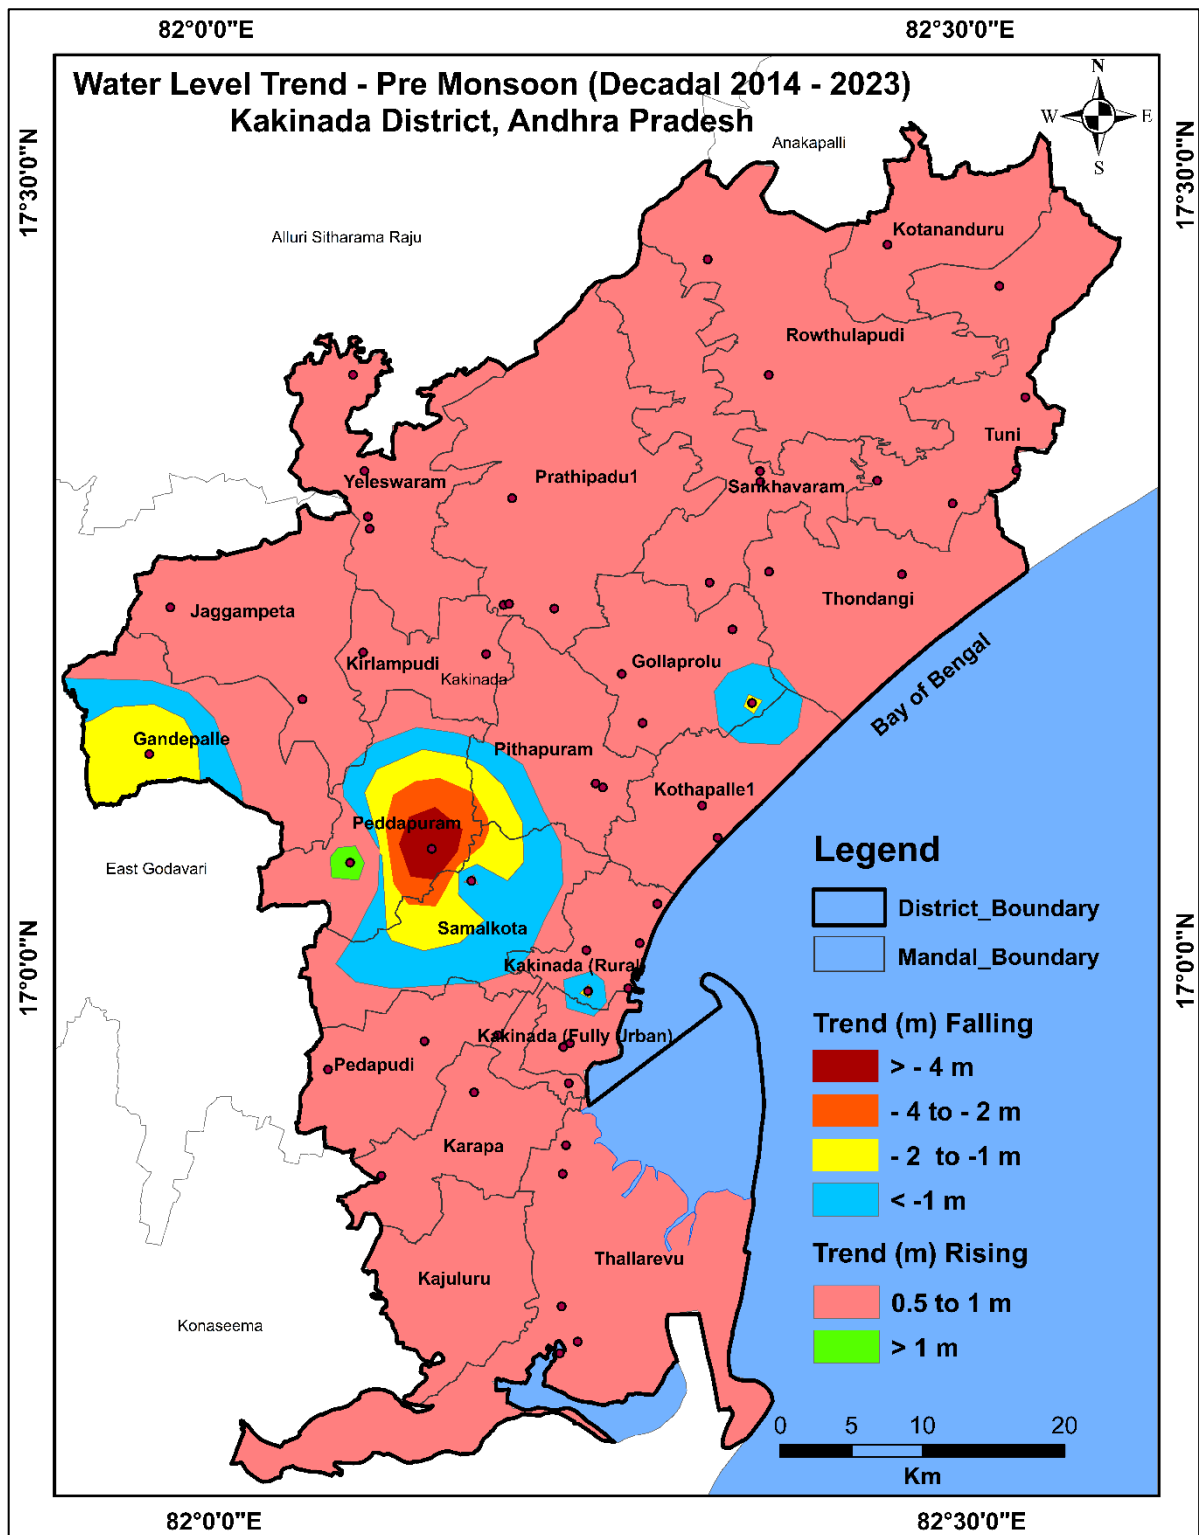 82°0'0"E
82°30'0"E
Water Level Trend - Pre Monsoon (Decadal 2014 - 2023)
Kakinada District, Andhra Pradesh
N
W
E
S
17°30'0"N
17°30'0"N
Anakapalli
Alluri Sitharama Raju
Kotananduru
Rowthulapudi
Tuni
Yeleswaram
Prathipadu1
Sankhavaram
Thondangi
Jaggampeta
Kirlampudi
Kakinada
Gollaprolu
Bay of Bengal
Gandepalle
Pithapuram
Kothapalle1
Peddapuram
East Godavari
Samalkota
Kakinada (Rural)
17°0'0"N
17°0'0"N
Kakinada (Fully Urban)
Pedapudi
Karapa
Thallarevu
Kajuluru
Konaseema
Legend
District_Boundary
Mandal_Boundary
Trend (m) Falling
> - 4 m
- 4 to - 2 m
- 2 to -1 m
< -1 m
Trend (m) Rising
0.5 to 1 m
> 1 m
0 5 10 20
Km
82°0'0"E
82°30'0"E